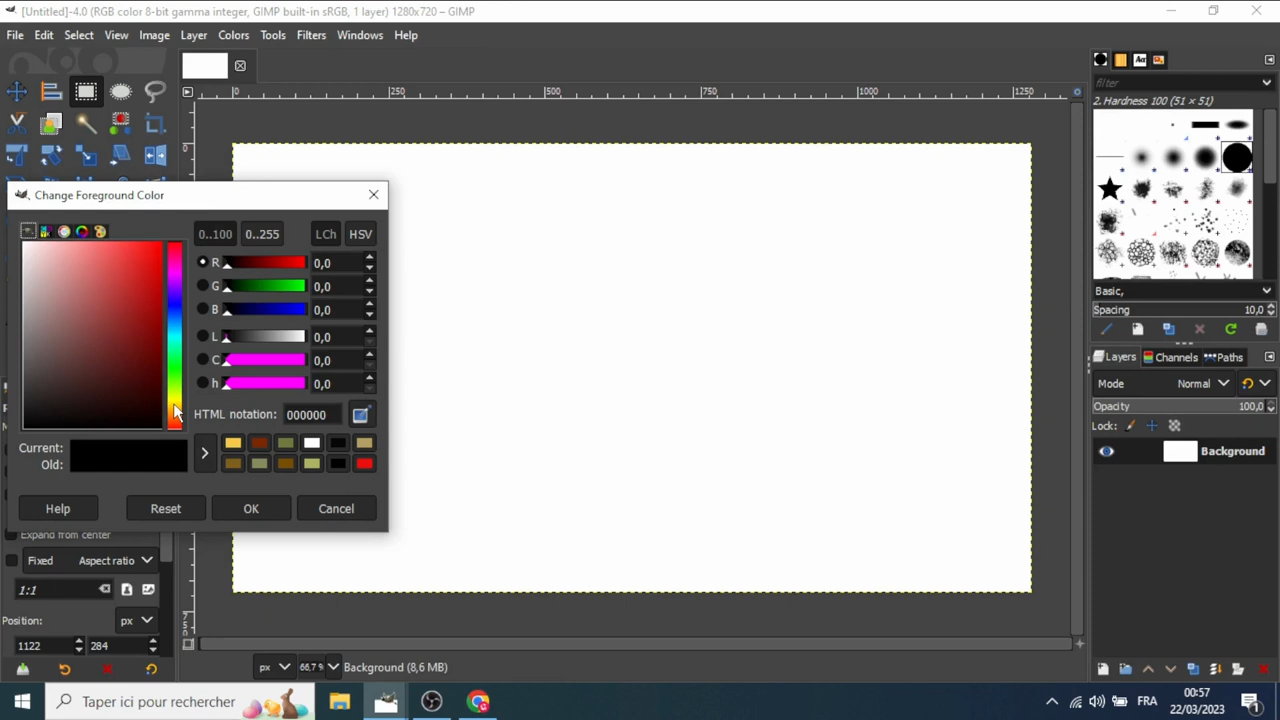 [Untitled]-4.0 (RGB color 8-bit gamma integer, GIMP built-in sRGB, 1 layer) 1280x720 – GIMP
File Edit Select View Image Layer Colors Tools Filters Windows Help
0 250 500 750 1000 1250
filter
2. Hardness 100 (51 × 51)
Change Foreground Color
0..100 0..255 LCh HSV
R 0,0
G 0,0
B 0,0
L 0,0
C 0,0
h 0,0
HTML notation: 000000
Current:
Old:
Help Reset OK Cancel
Expand from center
Fixed Aspect ratio
1:1
Position: px
1122 284
Basic,
Spacing 10,0
Layers Channels Paths
Mode Normal
Opacity 100,0
Lock:
Background
px 66,7 % Background (8,6 MB)
Taper ici pour rechercher
FRA
00:57
22/03/2023
1